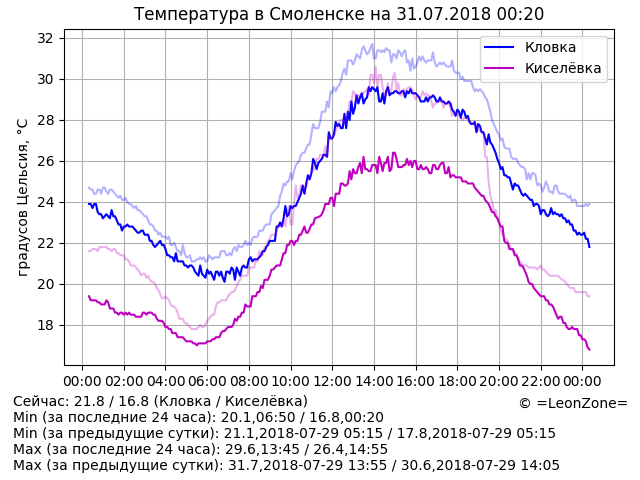 Температура в Смоленске на 31.07.2018 00:20
32
30
28
26
24
22
20
18
градусов Цельсия, °C
Кловка
Киселёвка
00:00 02:00 04:00 06:00 08:00 10:00 12:00 14:00 16:00 18:00 20:00 22:00 00:00
Сейчас: 21.8 / 16.8 (Кловка / Киселёвка)
© =LeonZone=
Min (за последние 24 часа): 20.1,06:50 / 16.8,00:20
Min (за предыдущие сутки): 21.1,2018-07-29 05:15 / 17.8,2018-07-29 05:15
Max (за последние 24 часа): 29.6,13:45 / 26.4,14:55
Max (за предыдущие сутки): 31.7,2018-07-29 13:55 / 30.6,2018-07-29 14:05